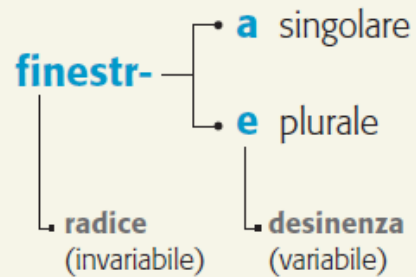 a singolare
finestr-
e plurale
radice desinenza
(invariabile) (variabile)